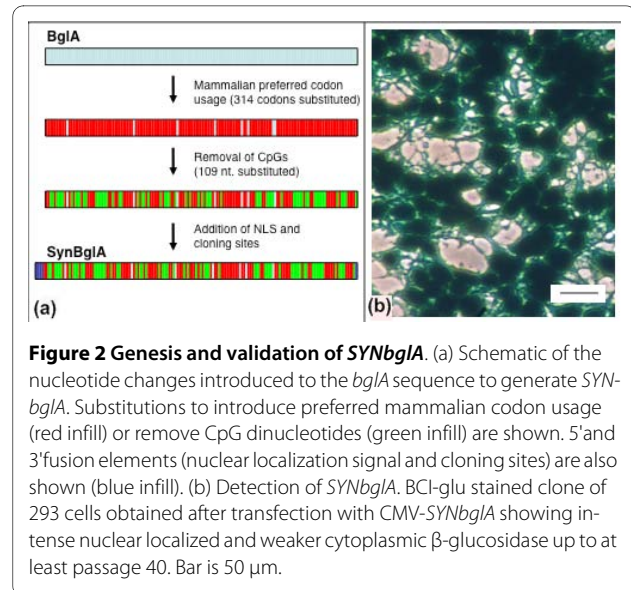 BglA
Mammalian preferred codon
usage (314 codons substituted)
Removal of CpGs
(109 nt. substituted)
Addition of NLS and
cloning sites
SynBglA
(a)
(b)
Figure 2 Genesis and validation of SYNbglA. (a) Schematic of the
nucleotide changes introduced to the bglA sequence to generate SYN-
bglA. Substitutions to introduce preferred mammalian codon usage
(red infill) or remove CpG dinucleotides (green infill) are shown. 5'and
3'fusion elements (nuclear localization signal and cloning sites) are also
shown (blue infill). (b) Detection of SYNbglA. BCI-glu stained clone of
293 cells obtained after transfection with CMV-SYNbglA showing in-
tense nuclear localized and weaker cytoplasmic β-glucosidase up to at
least passage 40. Bar is 50 μm.